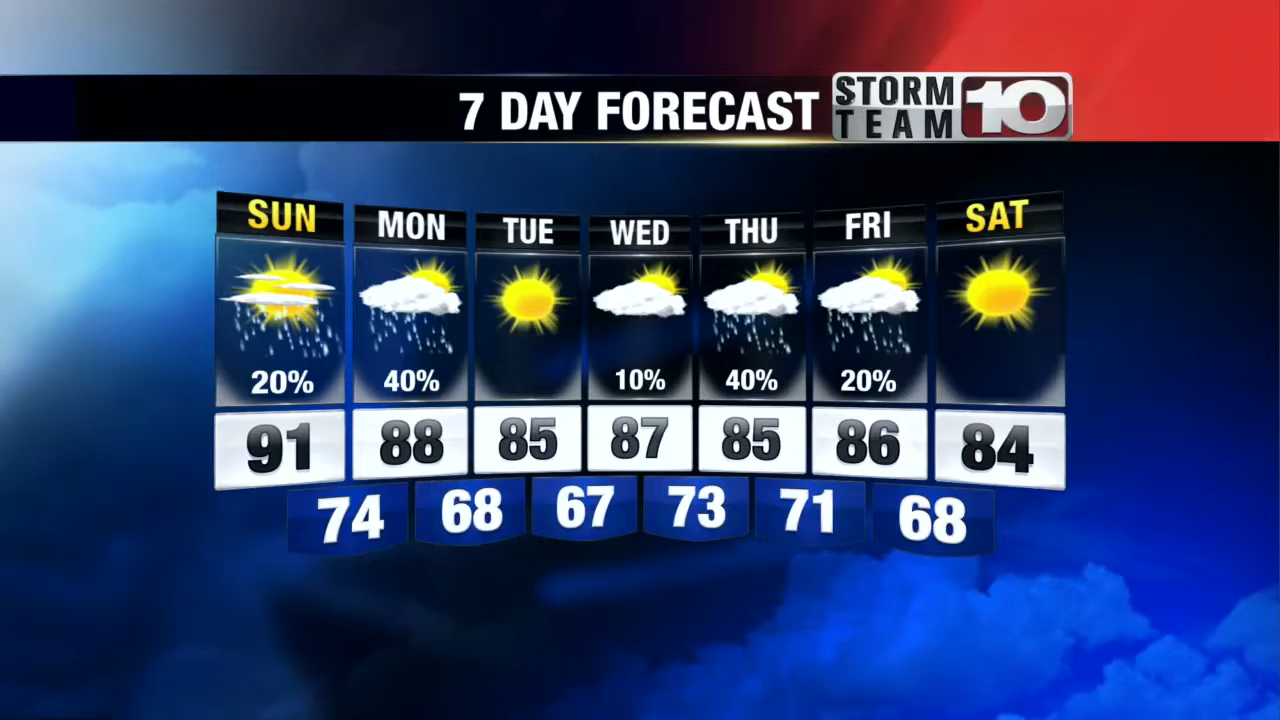 7 DAY FORECAST
STORM TEAM 10
SUN MON TUE WED THU FRI SAT
20% 40% 10% 40% 20%
91 88 85 87 85 86 84
74 68 67 73 71 68